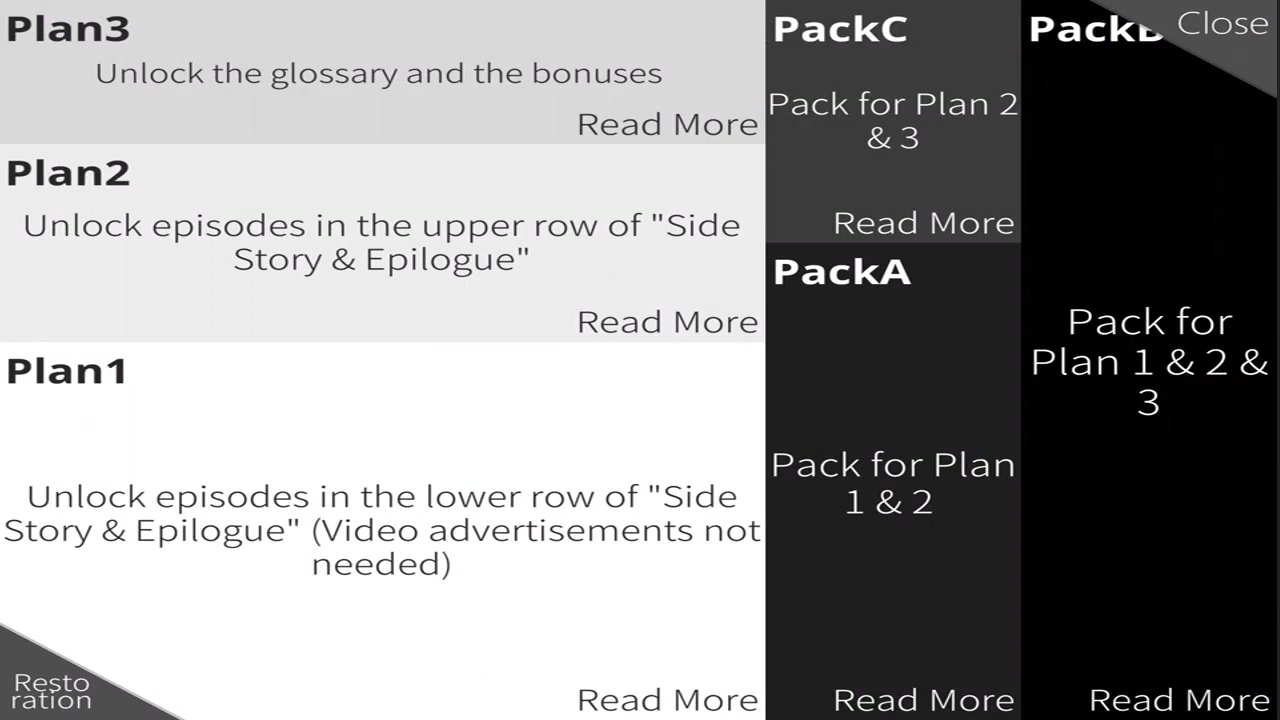 Plan3
Unlock the glossary and the bonuses
Read More
Plan2
Unlock episodes in the upper row of "Side
Story & Epilogue"
Read More
Plan1
Unlock episodes in the lower row of "Side
Story & Epilogue" (Video advertisements not
needed)
Read More
Resto
ration
PackC
Pack for Plan 2
& 3
Read More
PackA
Pack for Plan
1 & 2
Read More
PackB
Close
Pack for
Plan 1 & 2 &
3
Read More